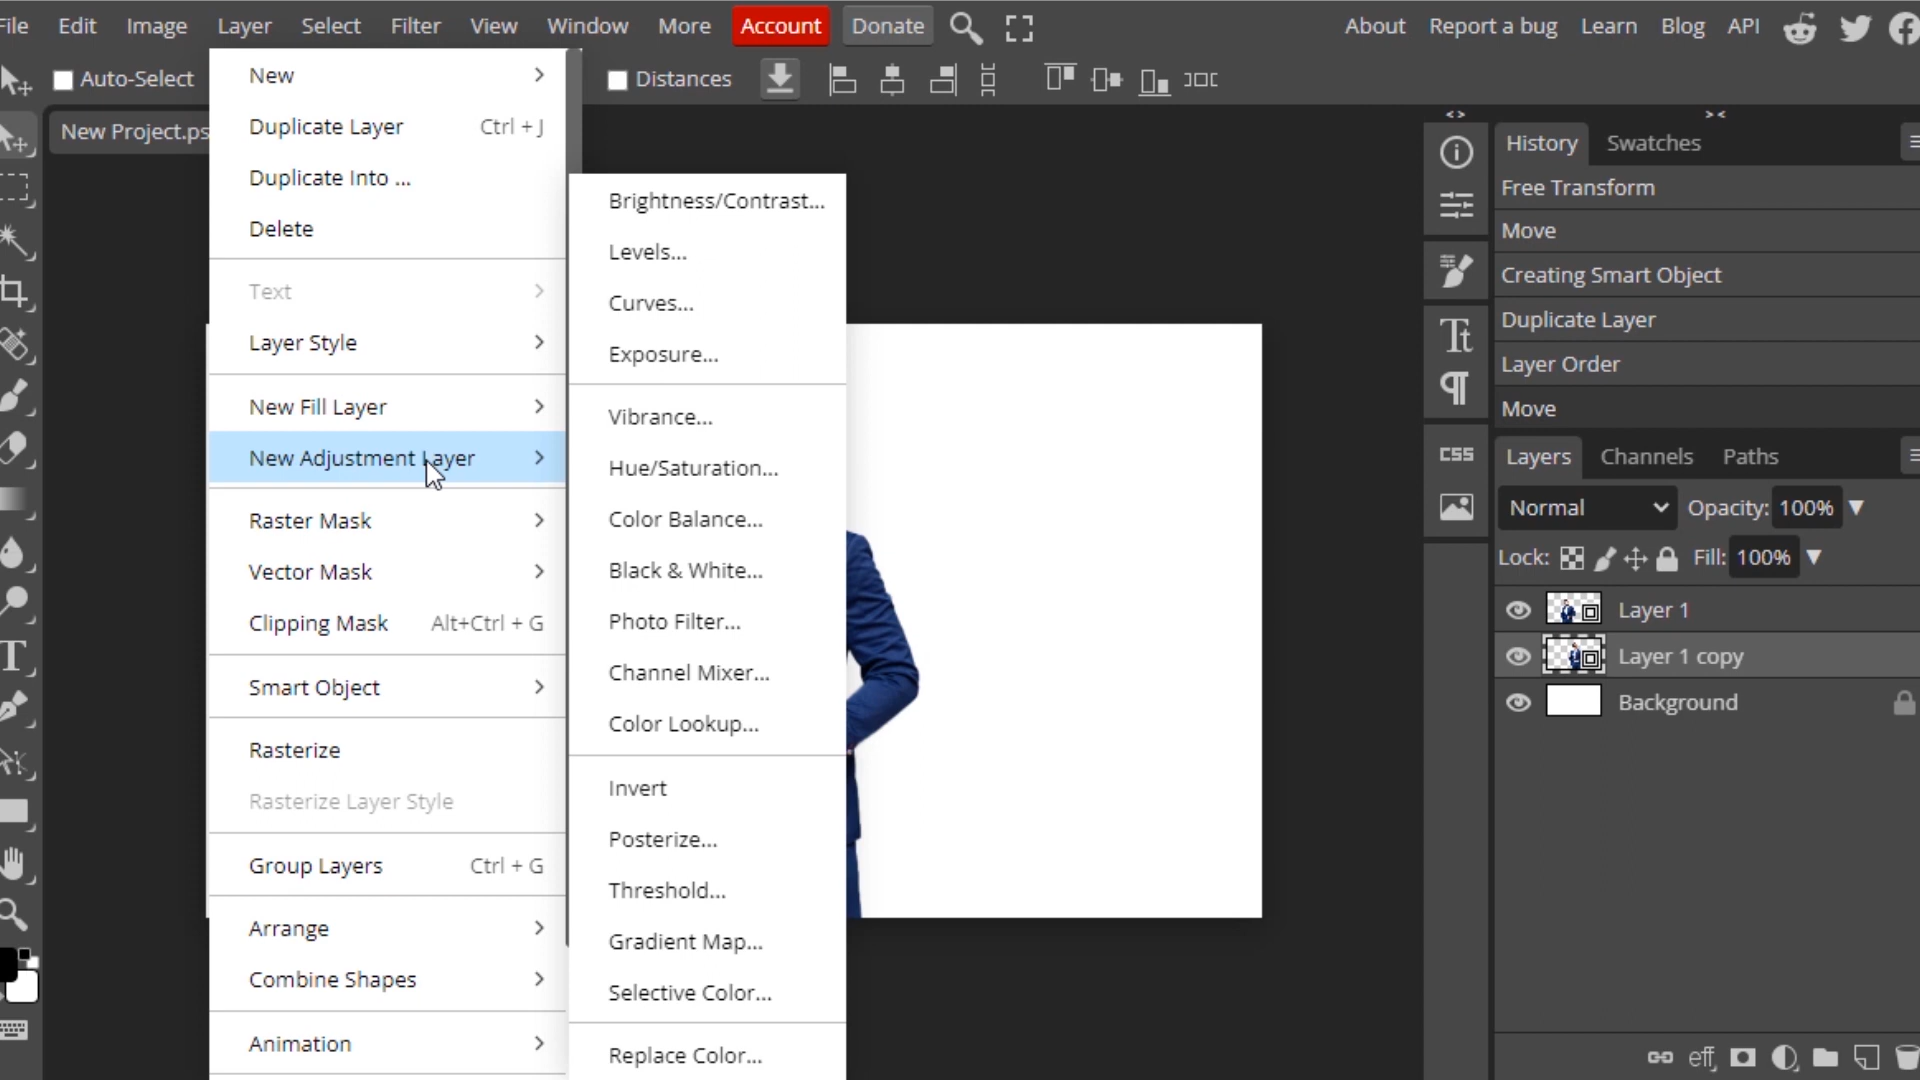 File Edit Image Layer Select Filter View Window More Account Donate About Report a bug Learn Blog API
Auto-Select Distances
New Project.ps
New
Duplicate Layer Ctrl + J
Duplicate Into ...
Delete
Text
Layer Style
New Fill Layer
New Adjustment Layer
Raster Mask
Vector Mask
Clipping Mask Alt+Ctrl + G
Smart Object
Rasterize
Rasterize Layer Style
Group Layers Ctrl + G
Arrange
Combine Shapes
Animation
Brightness/Contrast...
Levels...
Curves...
Exposure...
Vibrance...
Hue/Saturation...
Color Balance...
Black & White...
Photo Filter...
Channel Mixer...
Color Lookup...
Invert
Posterize...
Threshold...
Gradient Map...
Selective Color...
Replace Color...
< >
> <
CSS
History Swatches
Free Transform
Move
Creating Smart Object
Duplicate Layer
Layer Order
Move
Layers Channels Paths
Normal Opacity: 100%
Lock: Fill: 100%
Layer 1
Layer 1 copy
Background
eff